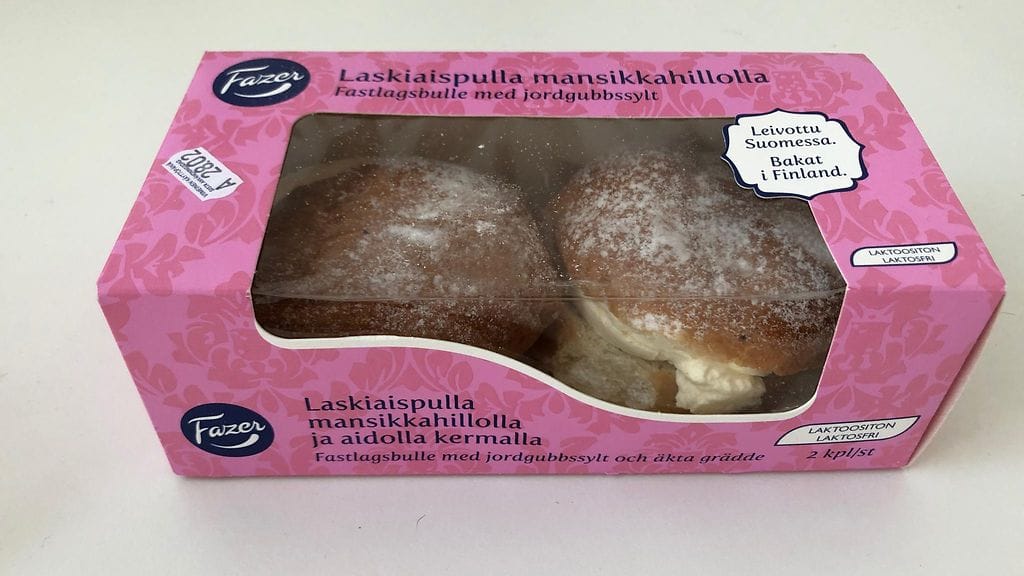 Fazer
Laskiaispulla mansikkahillolla
Fastlagsbulle med jordgubbssylt
Leivottu
Suomessa.
Bakat
i Finland.
A 2802
LAKTOOSITON
LAKTOSFRI
Fazer
Laskiaispulla
mansikkahillolla
ja aidolla kermalla
Fastlagsbulle med jordgubbssylt och äkta grädde
LAKTOOSITON
LAKTOSFRI
2 kpl/st